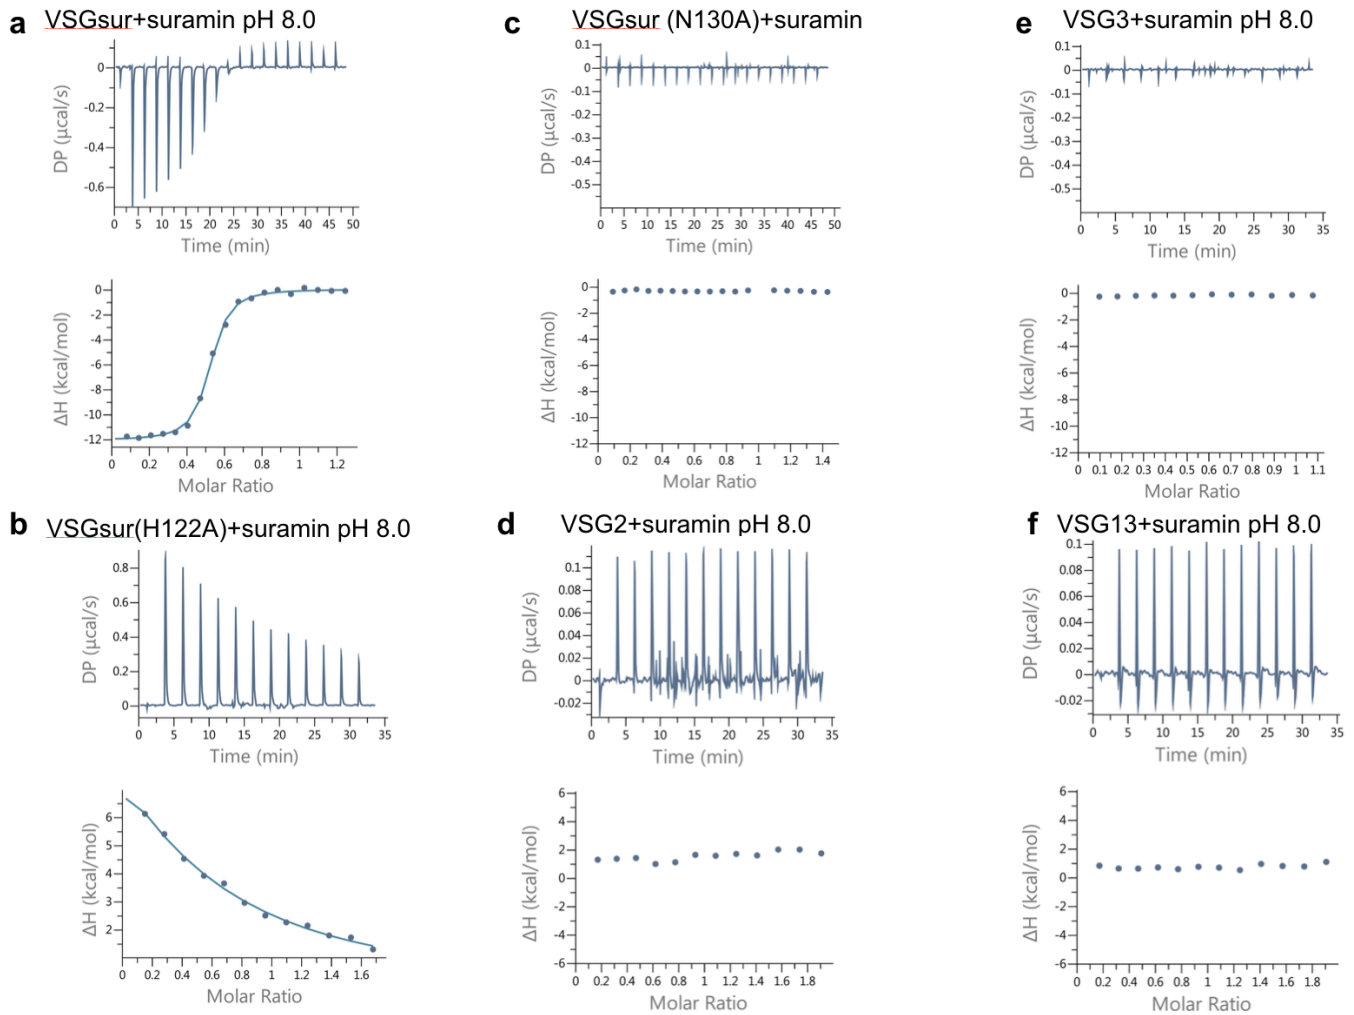 a VSGsur+suramin pH 8.0
0
-0.2
-0.4
-0.6
DP (µcal/s)
0 5 10 15 20 25 30 35 40 45 50
Time (min)
0
-2
-4
-6
-8
-10
-12
ΔH (kcal/mol)
0 0.2 0.4 0.6 0.8 1 1.2
Molar Ratio
c VSGsur (N130A)+suramin
0.1
0
-0.1
-0.2
-0.3
-0.4
-0.5
DP (µcal/s)
0 5 10 15 20 25 30 35 40 45 50
Time (min)
0
-2
-4
-6
-8
-10
-12
ΔH (kcal/mol)
0 0.2 0.4 0.6 0.8 1 1.2 1.4
Molar Ratio
e VSG3+suramin pH 8.0
0.1
0
-0.1
-0.2
-0.3
-0.4
-0.5
DP (µcal/s)
0 5 10 15 20 25 30 35
Time (min)
0
-2
-4
-6
-8
-10
-12
ΔH (kcal/mol)
0 0.1 0.2 0.3 0.4 0.5 0.6 0.7 0.8 0.9 1 1.1
Molar Ratio
b VSGsur(H122A)+suramin pH 8.0
0.8
0.6
0.4
0.2
0
DP (µcal/s)
0 5 10 15 20 25 30 35
Time (min)
6
5
4
3
2
ΔH (kcal/mol)
0 0.2 0.4 0.6 0.8 1 1.2 1.4 1.6
Molar Ratio
d VSG2+suramin pH 8.0
0.1
0.08
0.06
0.04
0.02
0
-0.02
DP (µcal/s)
0 5 10 15 20 25 30 35
Time (min)
6
4
2
0
-2
-4
-6
ΔH (kcal/mol)
0 0.2 0.4 0.6 0.8 1 1.2 1.4 1.6 1.8
Molar Ratio
f VSG13+suramin pH 8.0
0.1
0.08
0.06
0.04
0.02
0
-0.02
DP (µcal/s)
0 5 10 15 20 25 30 35
Time (min)
6
4
2
0
-2
-4
-6
ΔH (kcal/mol)
0 0.2 0.4 0.6 0.8 1 1.2 1.4 1.6 1.8
Molar Ratio